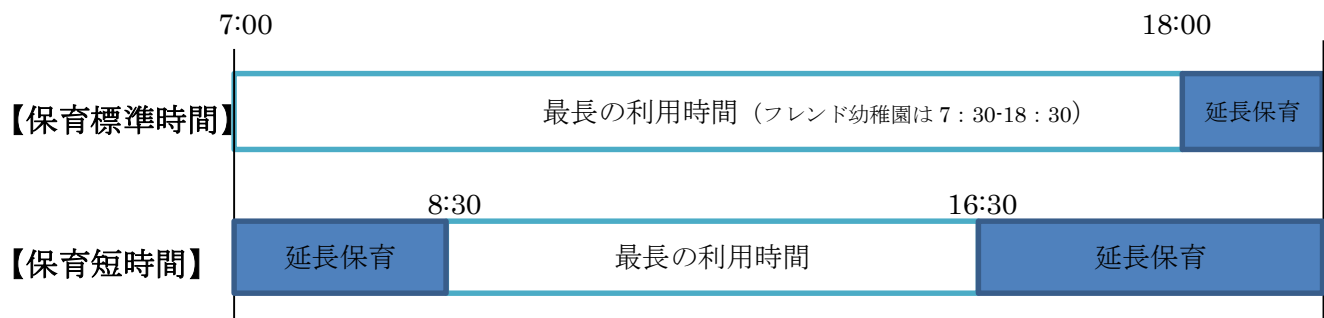 7:00 18:00
【保育標準時間】 最長の利用時間（フレンド幼稚園は 7：30-18：30） 延長保育
8:30 16:30
【保育短時間】 延長保育 最長の利用時間 延長保育